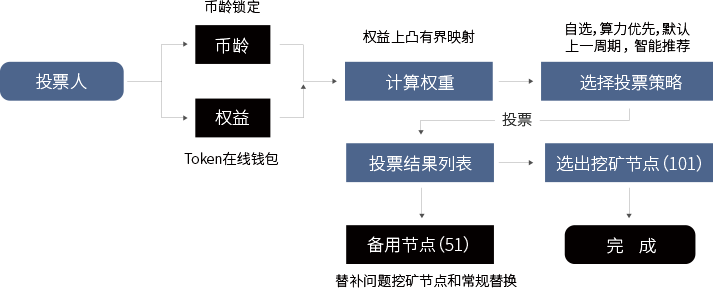 币龄锁定
币龄
投票人
权益
Token在线钱包
权益上凸有界映射
计算权重
自选, 算力优先, 默认
上一周期, 智能推荐
选择投票策略
投票
投票结果列表
选出挖矿节点(101)
备用节点(51)
替补问题挖矿节点和常规替换
完 成